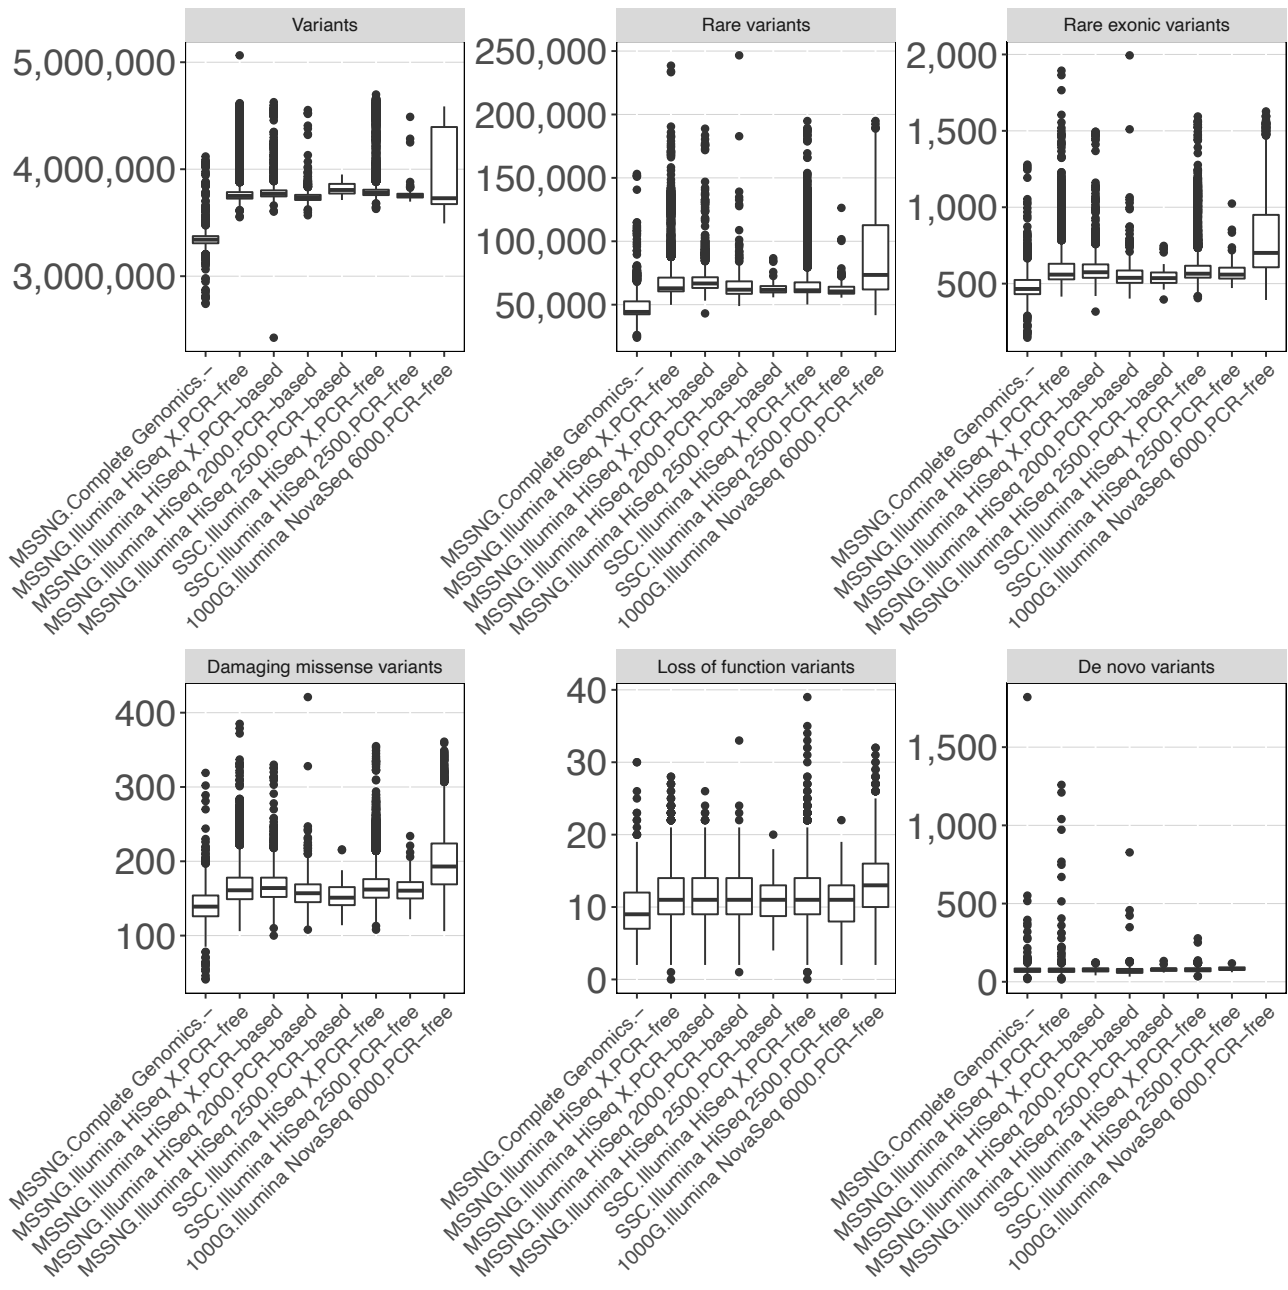 Variants
5,000,000
4,000,000
3,000,000
MSSNG.Complete Genomics.–
MSSNG.Illumina HiSeq X.PCR–free
MSSNG.Illumina HiSeq X.PCR–based
MSSNG.Illumina HiSeq 2000.PCR–based
MSSNG.Illumina HiSeq 2500.PCR–based
SSC.Illumina HiSeq X.PCR–free
SSC.Illumina HiSeq 2500.PCR–free
1000G.Illumina NovaSeq 6000.PCR–free
Rare variants
250,000
200,000
150,000
100,000
50,000
MSSNG.Complete Genomics.–
MSSNG.Illumina HiSeq X.PCR–free
MSSNG.Illumina HiSeq X.PCR–based
MSSNG.Illumina HiSeq 2000.PCR–based
MSSNG.Illumina HiSeq 2500.PCR–based
SSC.Illumina HiSeq X.PCR–free
SSC.Illumina HiSeq 2500.PCR–free
1000G.Illumina NovaSeq 6000.PCR–free
Rare exonic variants
2,000
1,500
1,000
500
MSSNG.Complete Genomics.–
MSSNG.Illumina HiSeq X.PCR–free
MSSNG.Illumina HiSeq X.PCR–based
MSSNG.Illumina HiSeq 2000.PCR–based
MSSNG.Illumina HiSeq 2500.PCR–based
SSC.Illumina HiSeq X.PCR–free
SSC.Illumina HiSeq 2500.PCR–free
1000G.Illumina NovaSeq 6000.PCR–free
Damaging missense variants
400
300
200
100
MSSNG.Complete Genomics.–
MSSNG.Illumina HiSeq X.PCR–free
MSSNG.Illumina HiSeq X.PCR–based
MSSNG.Illumina HiSeq 2000.PCR–based
MSSNG.Illumina HiSeq 2500.PCR–based
SSC.Illumina HiSeq X.PCR–free
SSC.Illumina HiSeq 2500.PCR–free
1000G.Illumina NovaSeq 6000.PCR–free
Loss of function variants
40
30
20
10
0
MSSNG.Complete Genomics.–
MSSNG.Illumina HiSeq X.PCR–free
MSSNG.Illumina HiSeq X.PCR–based
MSSNG.Illumina HiSeq 2000.PCR–based
MSSNG.Illumina HiSeq 2500.PCR–based
SSC.Illumina HiSeq X.PCR–free
SSC.Illumina HiSeq 2500.PCR–free
1000G.Illumina NovaSeq 6000.PCR–free
De novo variants
1,500
1,000
500
0
MSSNG.Complete Genomics.–
MSSNG.Illumina HiSeq X.PCR–free
MSSNG.Illumina HiSeq X.PCR–based
MSSNG.Illumina HiSeq 2000.PCR–based
MSSNG.Illumina HiSeq 2500.PCR–based
SSC.Illumina HiSeq X.PCR–free
SSC.Illumina HiSeq 2500.PCR–free
1000G.Illumina NovaSeq 6000.PCR–free